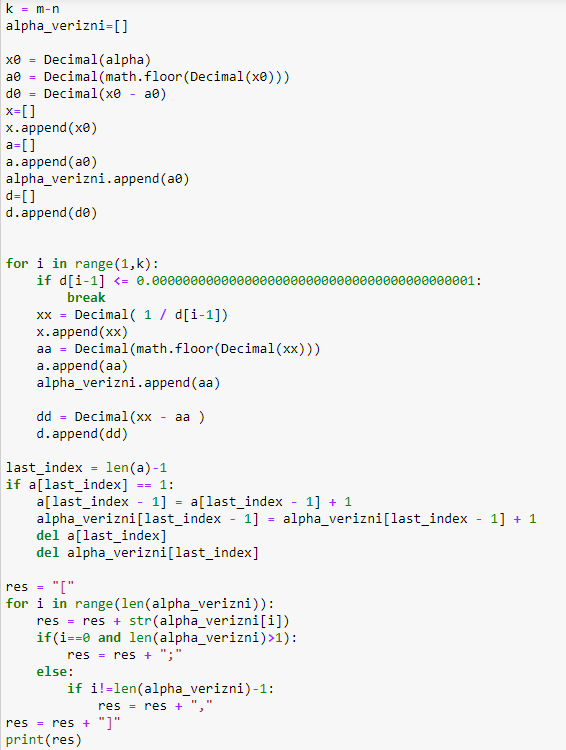 k = m-n
alpha_verizni=[]
x0 = Decimal(alpha)
a0 = Decimal(math.floor(Decimal(x0)))
d0 = Decimal(x0 - a0)
x=[]
x.append(x0)
a=[]
a.append(a0)
alpha_verizni.append(a0)
d=[]
d.append(d0)
for i in range(1,k):
    if d[i-1] <= 0.000000000000000000000000000000000000000001:
        break
    xx = Decimal( 1 / d[i-1])
    x.append(xx)
    aa = Decimal(math.floor(Decimal(xx)))
    a.append(aa)
    alpha_verizni.append(aa)
    dd = Decimal(xx - aa )
    d.append(dd)
last_index = len(a)-1
if a[last_index] == 1:
    a[last_index - 1] = a[last_index - 1] + 1
    alpha_verizni[last_index - 1] = alpha_verizni[last_index - 1] + 1
    del a[last_index]
    del alpha_verizni[last_index]
res = "["
for i in range(len(alpha_verizni)):
    res = res + str(alpha_verizni[i])
    if(i==0 and len(alpha_verizni)>1):
        res = res + ";"
    else:
        if i!=len(alpha_verizni)-1:
            res = res + ","
res = res + "]"
print(res)